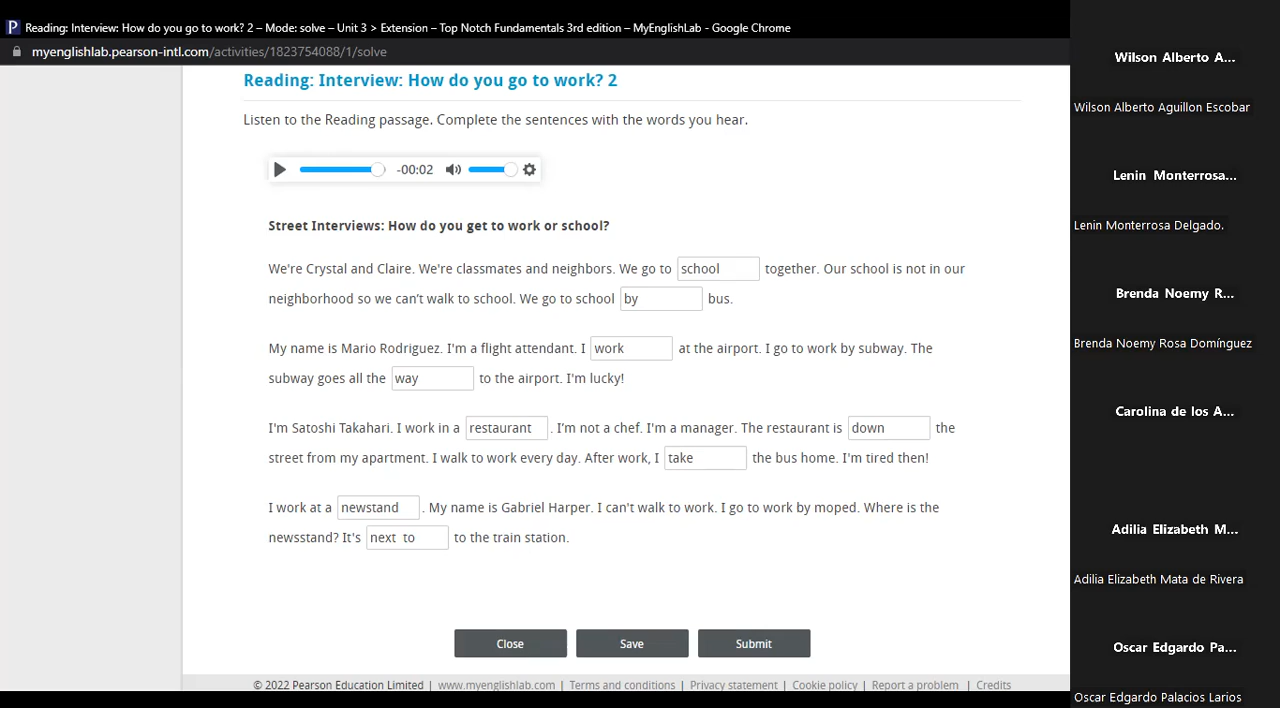 Reading: Interview: How do you go to work? 2 – Mode: solve – Unit 3 > Extension – Top Notch Fundamentals 3rd edition – MyEnglishLab - Google Chrome
myenglishlab.pearson-intl.com/activities/1823754088/1/solve
Reading: Interview: How do you go to work? 2
Listen to the Reading passage. Complete the sentences with the words you hear.
-00:02
Street Interviews: How do you get to work or school?
We're Crystal and Claire. We're classmates and neighbors. We go to school together. Our school is not in our
neighborhood so we can't walk to school. We go to school by bus.
My name is Mario Rodriguez. I'm a flight attendant. I work at the airport. I go to work by subway. The
subway goes all the way to the airport. I'm lucky!
I'm Satoshi Takahari. I work in a restaurant . I'm not a chef. I'm a manager. The restaurant is down the
street from my apartment. I walk to work every day. After work, I take the bus home. I'm tired then!
I work at a newstand . My name is Gabriel Harper. I can't walk to work. I go to work by moped. Where is the
newsstand? It's next to to the train station.
Close Save Submit
© 2022 Pearson Education Limited | www.myenglishlab.com | Terms and conditions | Privacy statement | Cookie policy | Report a problem | Credits
Wilson Alberto A...
Wilson Alberto Aguillon Escobar
Lenin Monterrosa...
Lenin Monterrosa Delgado.
Brenda Noemy R...
Brenda Noemy Rosa Domínguez
Carolina de los A...
Adilia Elizabeth M...
Adilia Elizabeth Mata de Rivera
Oscar Edgardo Pa...
Oscar Edgardo Palacios Larios